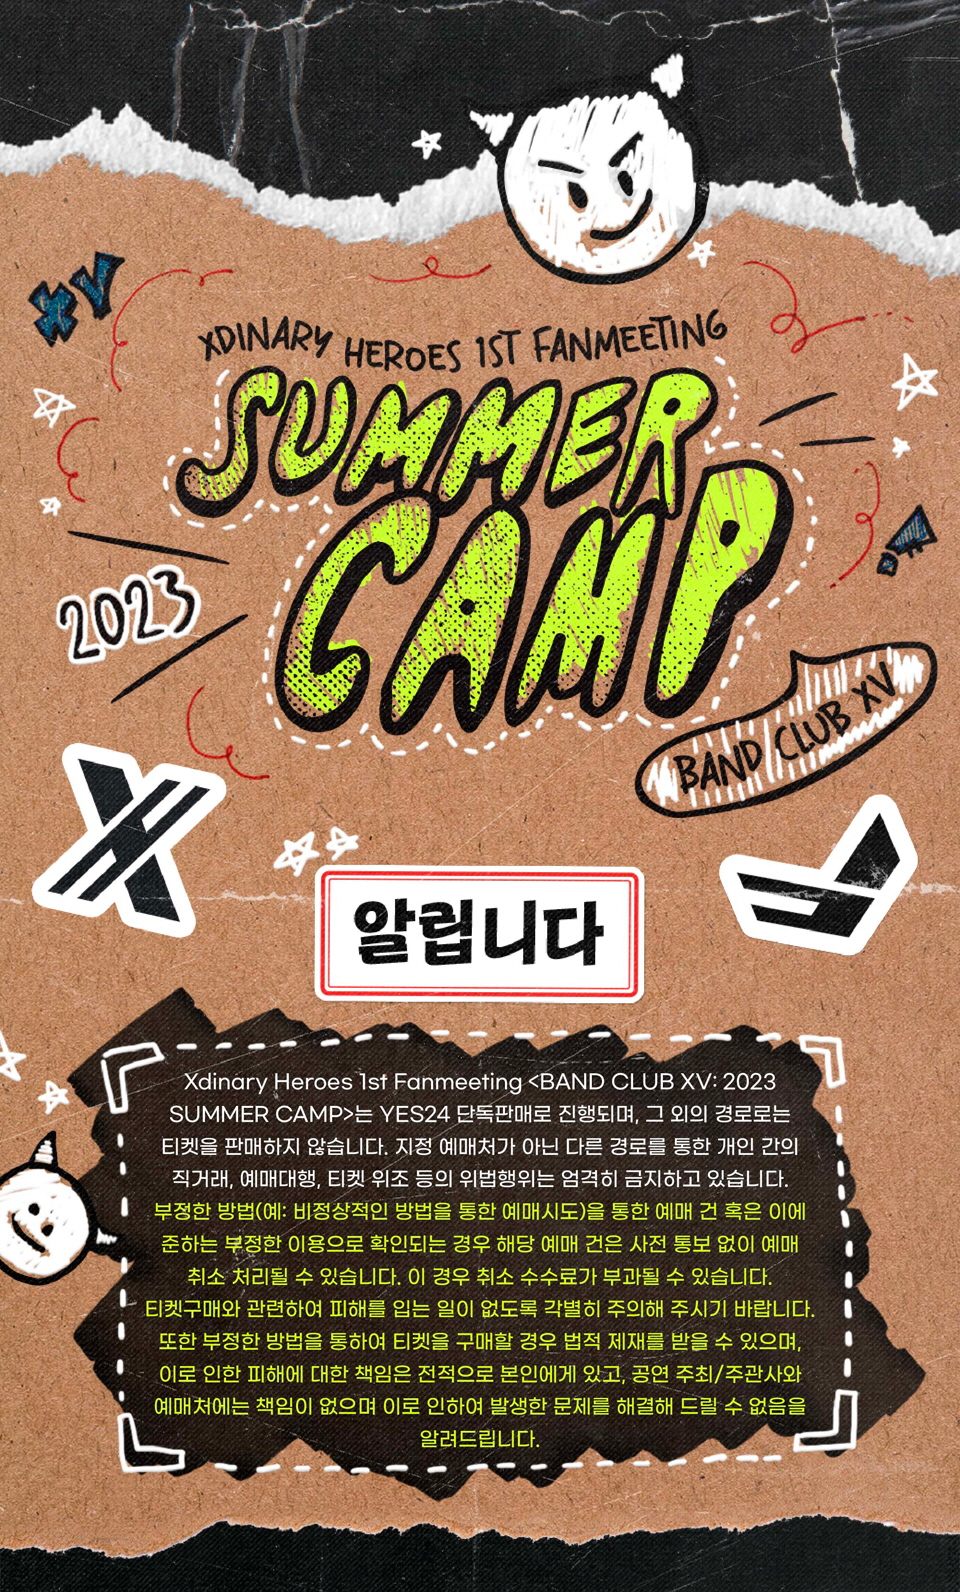 XV
XDINARY HEROES 1ST FANMEETING
SUMMER
CAMP
2023
BAND CLUB XV
X
알립니다
Xdinary Heroes 1st Fanmeeting <BAND CLUB XV: 2023
SUMMER CAMP>는 YES24 단독판매로 진행되며, 그 외의 경로로는
티켓을 판매하지 않습니다. 지정 예매처가 아닌 다른 경로를 통한 개인 간의
직거래, 예매대행, 티켓 위조 등의 위법행위는 엄격히 금지하고 있습니다.
부정한 방법(예: 비정상적인 방법을 통한 예매시도)을 통한 예매 건 혹은 이에
준하는 부정한 이용으로 확인되는 경우 해당 예매 건은 사전 통보 없이 예매
취소 처리될 수 있습니다. 이 경우 취소 수수료가 부과될 수 있습니다.
티켓구매와 관련하여 피해를 입는 일이 없도록 각별히 주의해 주시기 바랍니다.
또한 부정한 방법을 통하여 티켓을 구매할 경우 법적 제재를 받을 수 있으며,
이로 인한 피해에 대한 책임은 전적으로 본인에게 있고, 공연 주최/주관사와
예매처에는 책임이 없으며 이로 인하여 발생한 문제를 해결해 드릴 수 없음을
알려드립니다.